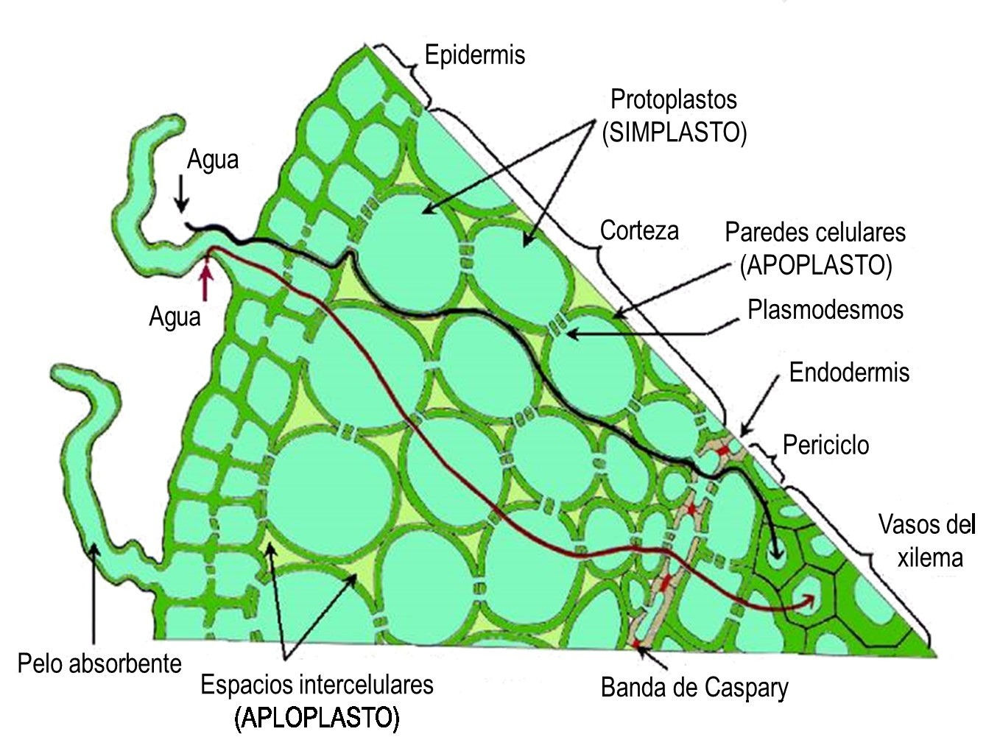 Epidermis
Protoplastos
(SIMPLASTO)
Agua
Corteza
Paredes celulares
(APOPLASTO)
Plasmodesmos
Agua
Endodermis
Periciclo
Vasos del
xilema
Pelo absorbente
Espacios intercelulares
(APLOPLASTO)
Banda de Caspary